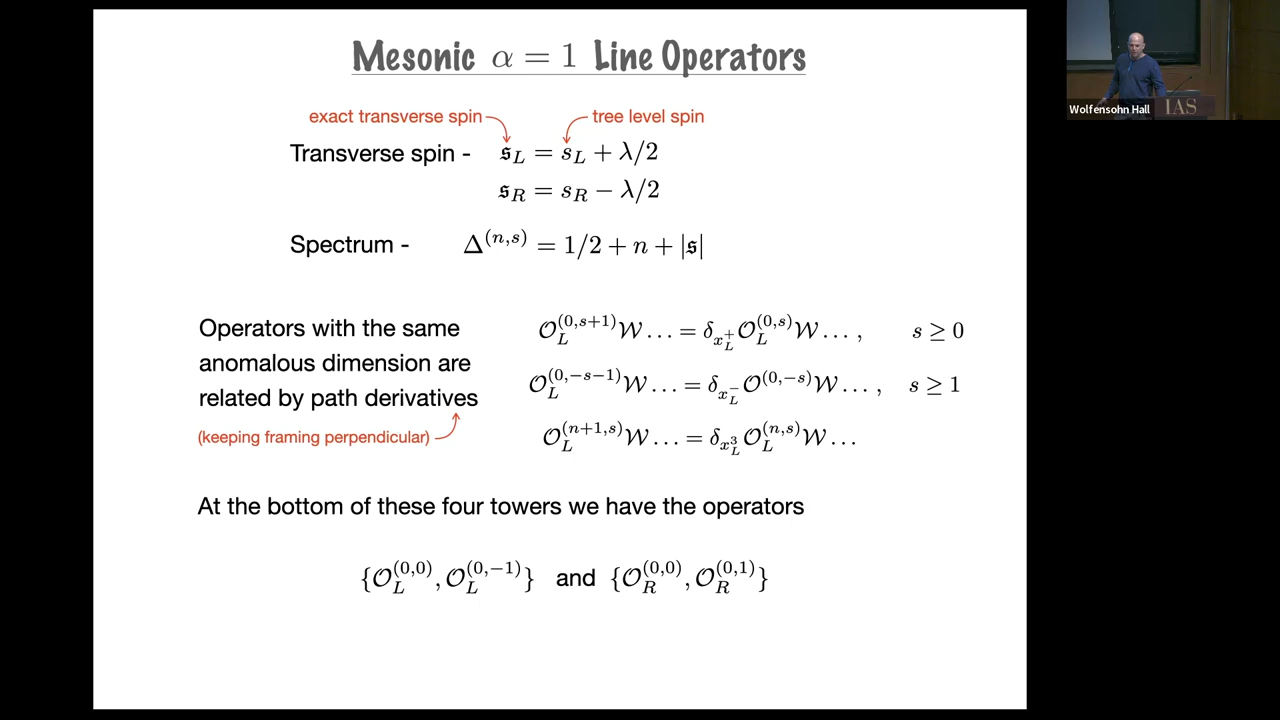 Mesonic α = 1 Line Operators
exact transverse spin
tree level spin
Transverse spin - 𝔰_L = s_L + λ/2
𝔰_R = s_R − λ/2
Spectrum - Δ^{(n,s)} = 1/2 + n + |𝔰|
Operators with the same
anomalous dimension are
related by path derivatives
(keeping framing perpendicular)
𝒪_L^{(0,s+1)} 𝒲 … = δ_{x_L^+} 𝒪_L^{(0,s)} 𝒲 … , s ≥ 0
𝒪_L^{(0,−s−1)} 𝒲 … = δ_{x_L^−} 𝒪^{(0,−s)} 𝒲 … , s ≥ 1
𝒪_L^{(n+1,s)} 𝒲 … = δ_{x_L^3} 𝒪_L^{(n,s)} 𝒲 …
At the bottom of these four towers we have the operators
{𝒪_L^{(0,0)}, 𝒪_L^{(0,−1)}} and {𝒪_R^{(0,0)}, 𝒪_R^{(0,1)}}
Wolfensohn Hall
IAS